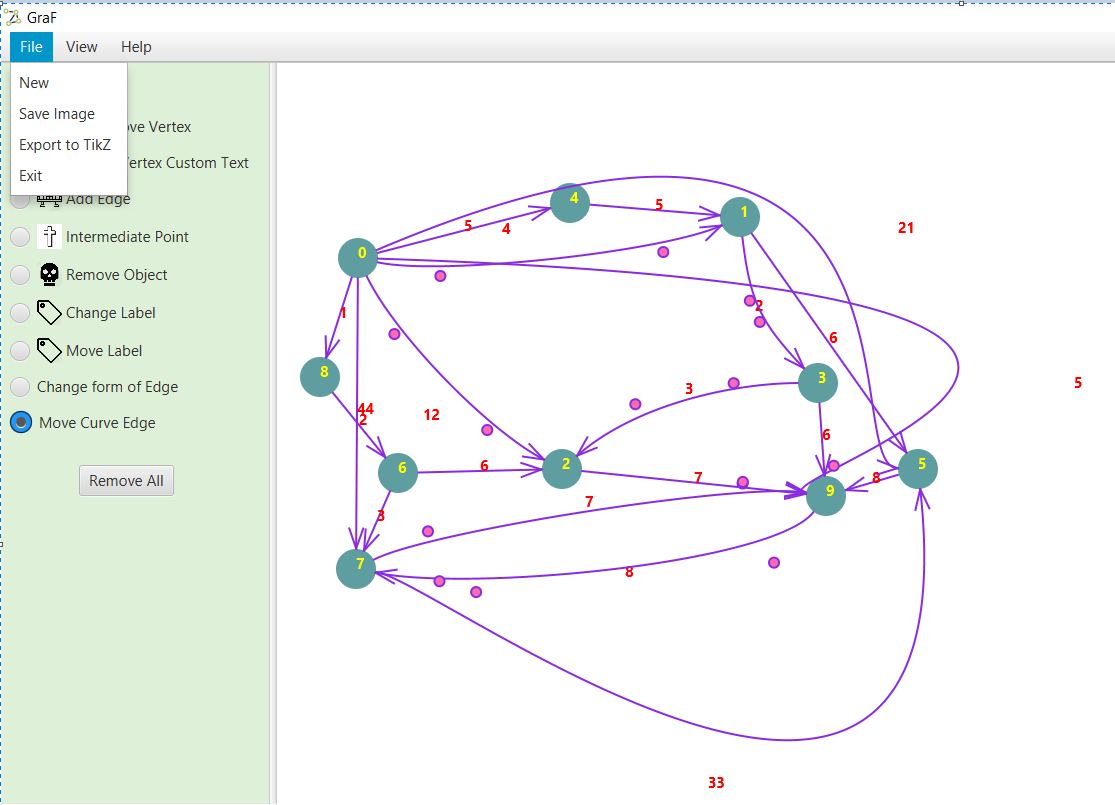 GraF
File View Help
New
Save Image
Export to TikZ
Exit
ove Vertex
ertex Custom Text
Add Edge
Intermediate Point
Remove Object
Change Label
Move Label
Change form of Edge
Move Curve Edge
Remove All
4
5
1
5
4
21
0
1
2
6
8
3
5
3
44
2
12
6
6
6
2
7
8
5
9
7
3
7
8
33